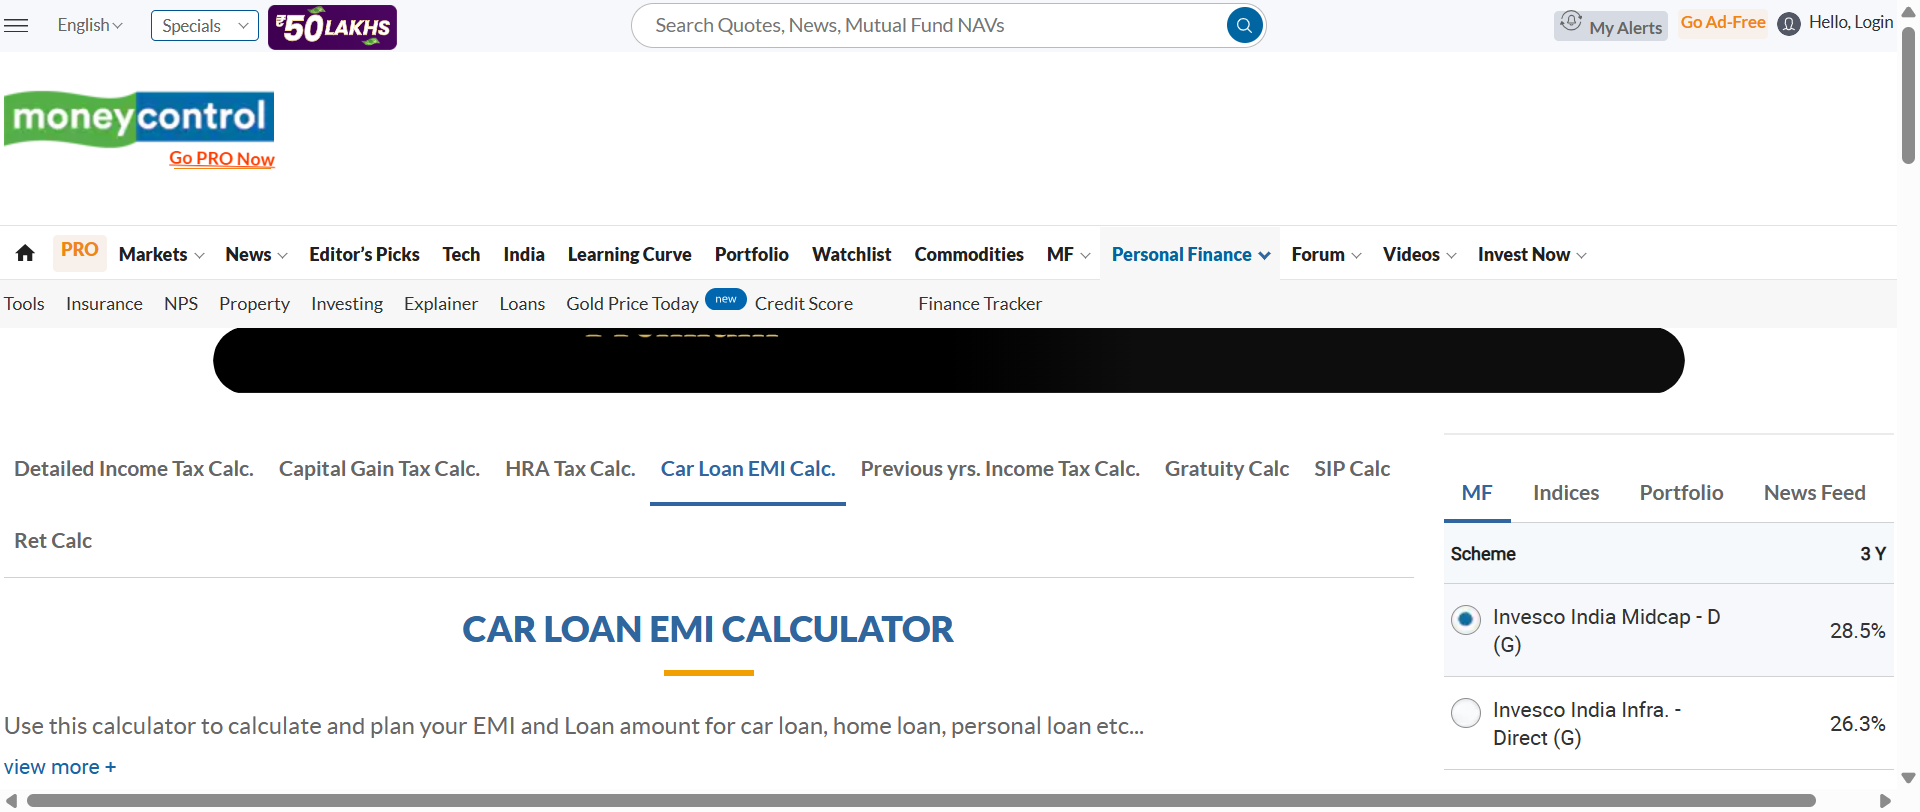 English
Specials
₹50 LAKHS
Search Quotes, News, Mutual Fund NAVs
My Alerts
Go Ad-Free
Hello, Login
moneycontrol
Go PRO Now
PRO Markets News Editor's Picks Tech India Learning Curve Portfolio Watchlist Commodities MF Personal Finance Forum Videos Invest Now
Tools Insurance NPS Property Investing Explainer Loans Gold Price Today new Credit Score Finance Tracker
Detailed Income Tax Calc. Capital Gain Tax Calc. HRA Tax Calc. Car Loan EMI Calc. Previous yrs. Income Tax Calc. Gratuity Calc SIP Calc
Ret Calc
CAR LOAN EMI CALCULATOR
Use this calculator to calculate and plan your EMI and Loan amount for car loan, home loan, personal loan etc...
view more +
MF Indices Portfolio News Feed
Scheme 3 Y
Invesco India Midcap - D
(G)
28.5%
Invesco India Infra. -
Direct (G)
26.3%